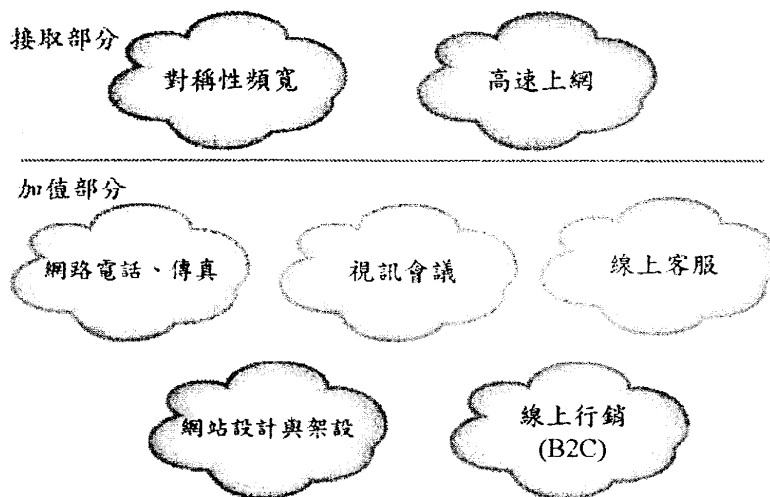 接取部分
對稱性頻寬
高速上網
加值部分
網路電話、傳真
視訊會議
線上客服
網站設計與架設
線上行銷
(B2C)